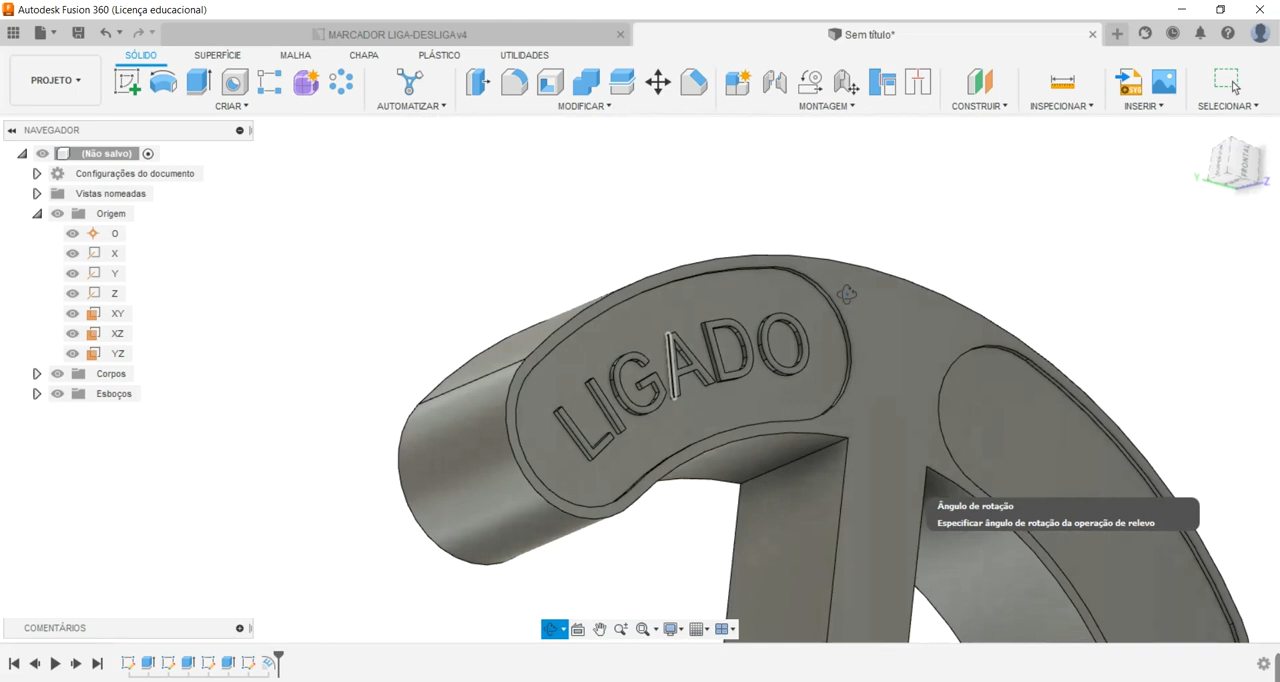 Autodesk Fusion 360 (Licença educacional)
MARCADOR LIGA-DESLIGA v4
Sem título*
SÓLIDO
SUPERFÍCIE
MALHA
CHAPA
PLÁSTICO
UTILIDADES
PROJETO
CRIAR
AUTOMATIZAR
MODIFICAR
MONTAGEM
CONSTRUIR
INSPECIONAR
INSERIR
SELECIONAR
NAVEGADOR
(Não salvo)
Configurações do documento
Vistas nomeadas
Origem
O
X
Y
Z
XY
XZ
YZ
Corpos
Esboços
FRONTAL
Y
Z
LIGADO
Ângulo de rotação
Especificar ângulo de rotação da operação de relevo
COMENTÁRIOS